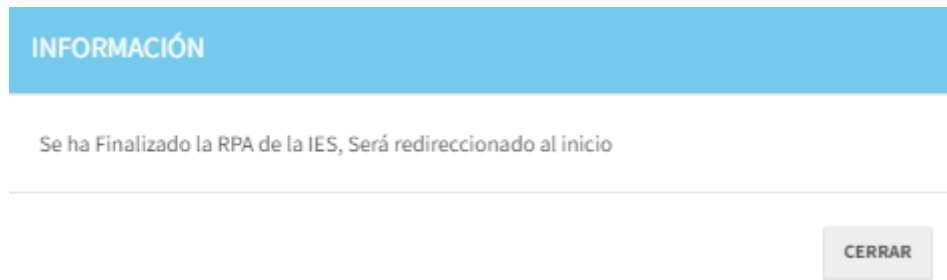 INFORMACIÓN
Se ha Finalizado la RPA de la IES, Será redireccionado al inicio
CERRAR